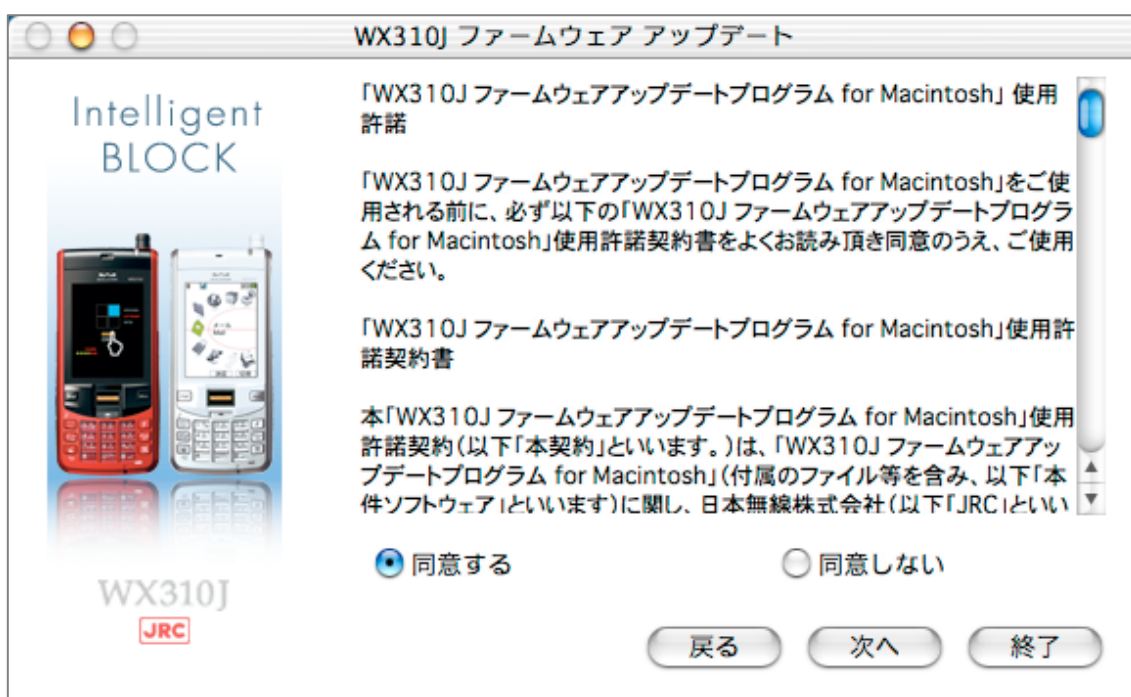 WX310J ファームウェア アップデート
Intelligent
BLOCK
「WX310J ファームウェアアップデートプログラム for Macintosh」 使用
許諾
「WX310J ファームウェアアップデートプログラム for Macintosh」をご使
用される前に、必ず以下の「WX310J ファームウェアアップデートプログラ
ム for Macintosh」使用許諾契約書をよくお読み頂き同意のうえ、ご使用
ください。
「WX310J ファームウェアアップデートプログラム for Macintosh」使用許
諾契約書
本「WX310J ファームウェアアップデートプログラム for Macintosh」使用
許諾契約(以下「本契約」といいます。)は、「WX310J ファームウェアアッ
プデートプログラム for Macintosh」(付属のファイル等を含み、以下「本
件ソフトウェア」といいます)に関し、日本無線株式会社(以下「JRC」といい
同意する
同意しない
WX310J
JRC
戻る
次へ
終了